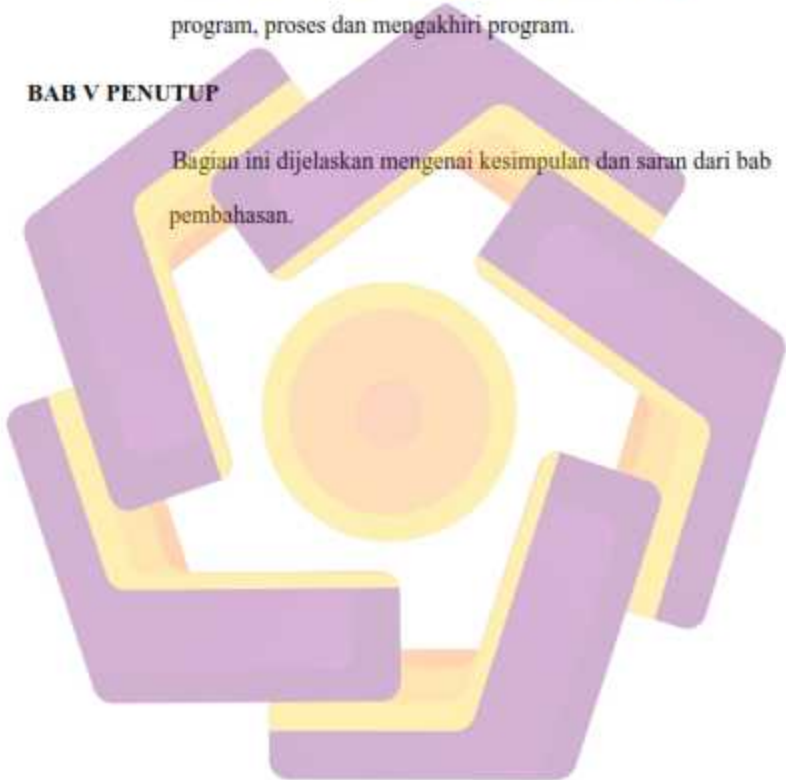 program, proses dan mengakhiri program.
BAB V PENUTUP
Bagian ini dijelaskan mengenai kesimpulan dan saran dari bab
pembahasan.